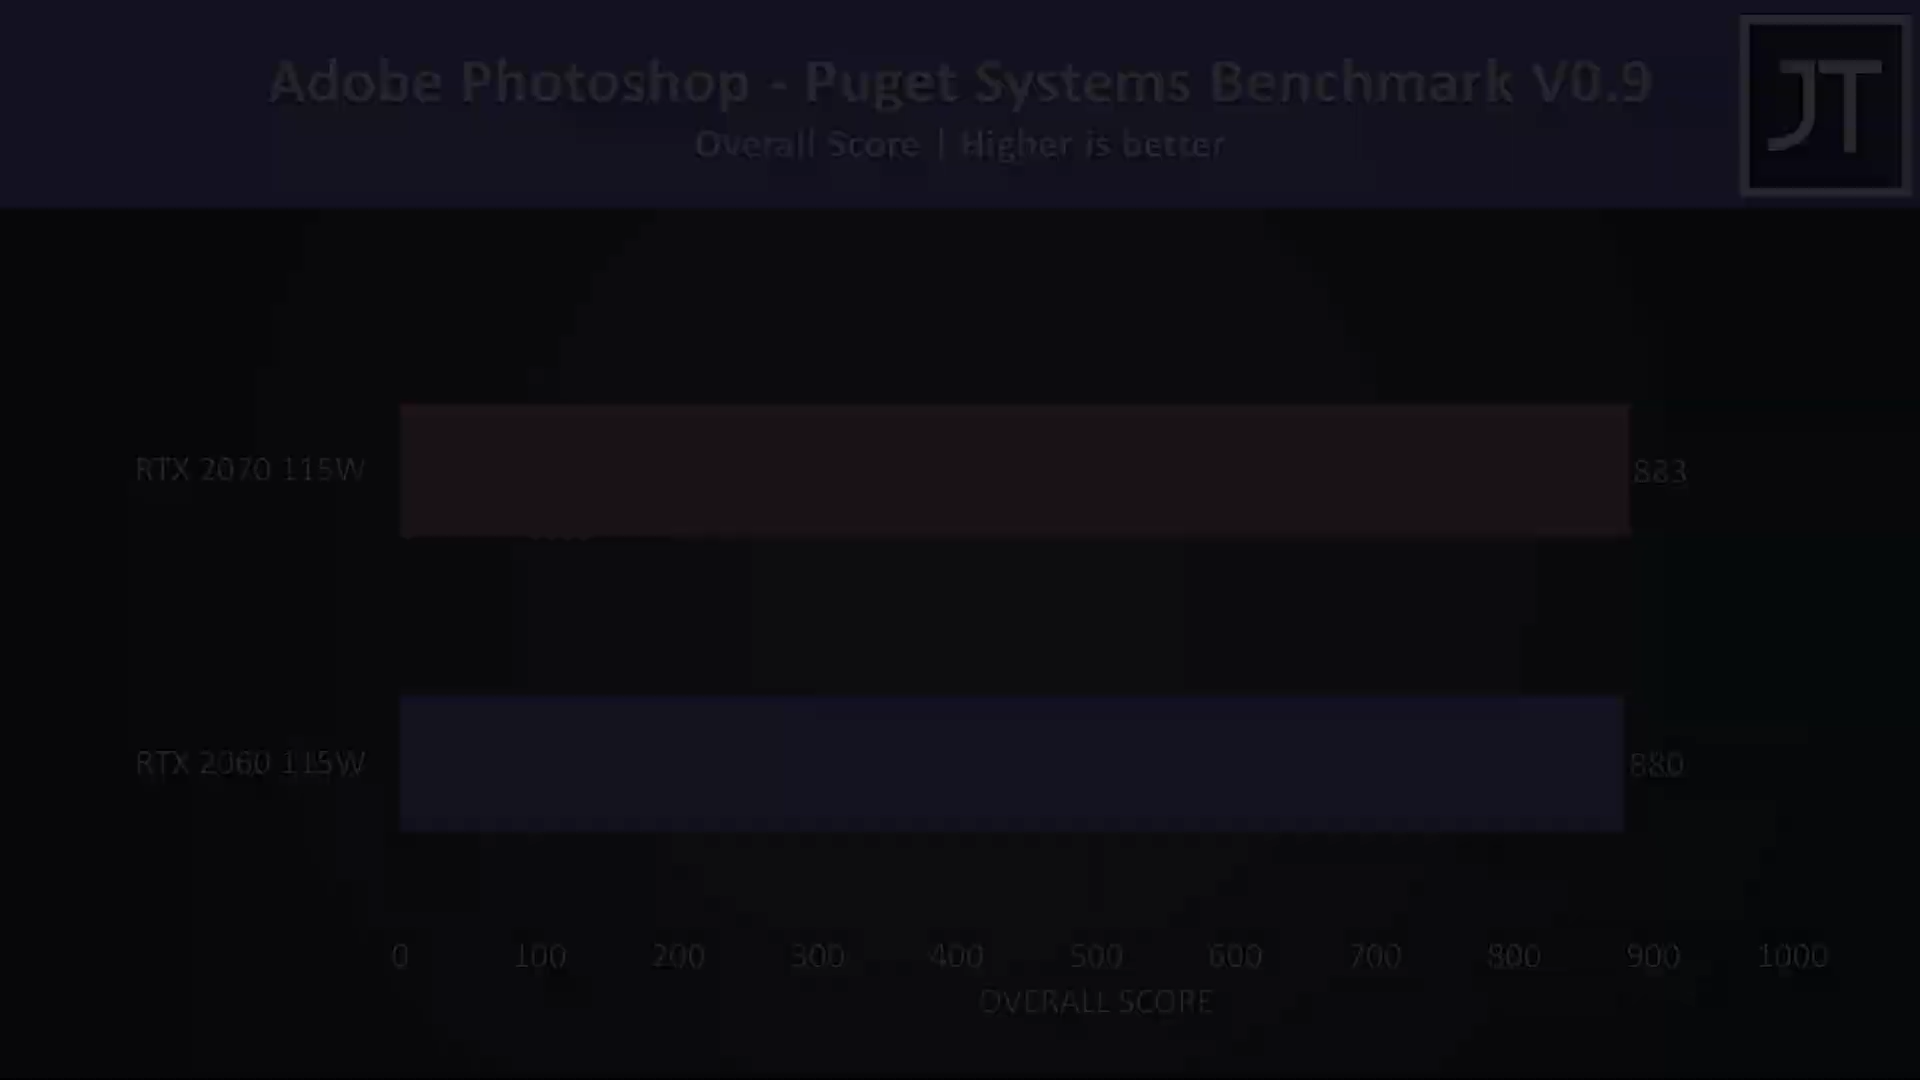 Adobe Photoshop - Puget Systems Benchmark V0.9
Overall Score | Higher is better
JT
RTX 2070 115W
883
RTX 2060 115W
880
0 100 200 300 400 500 600 700 800 900 1000
OVERALL SCORE